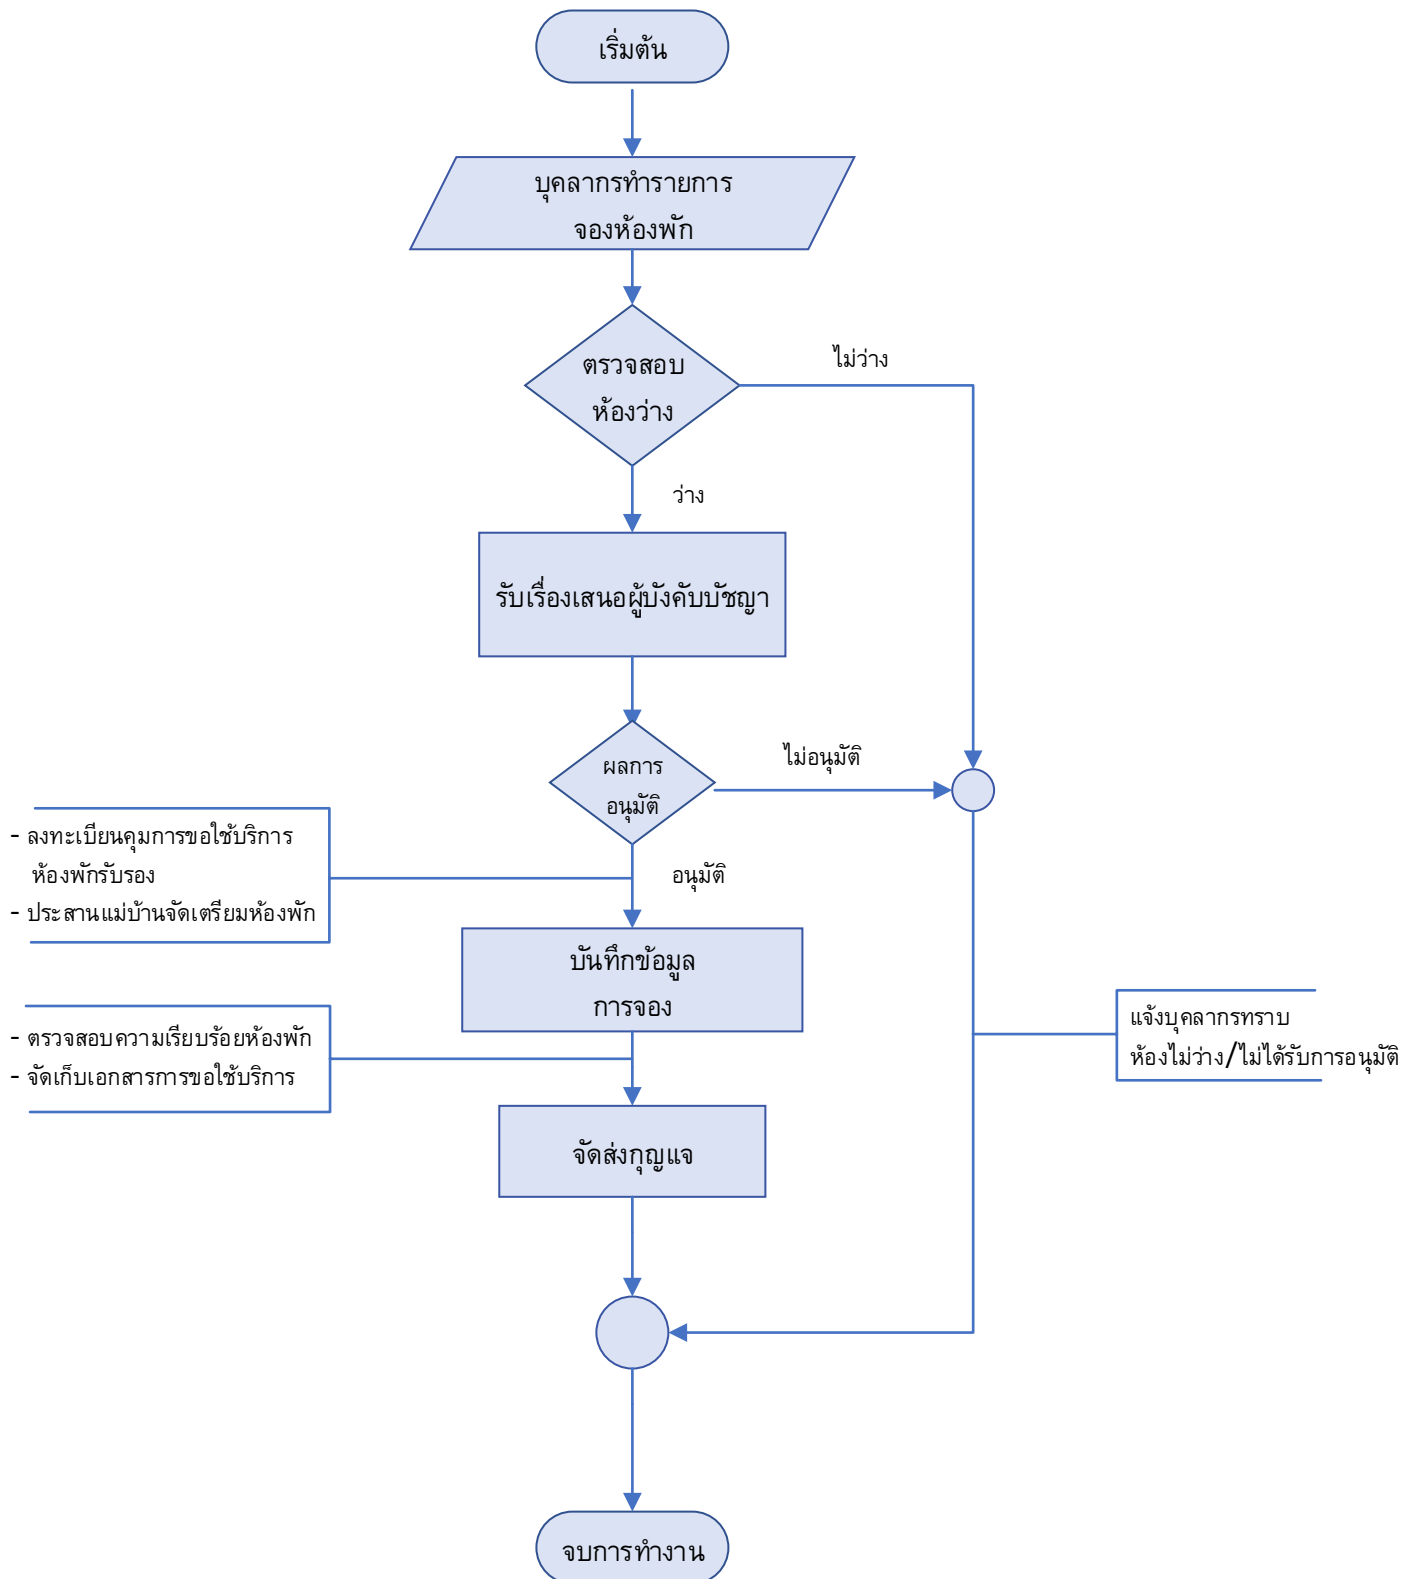 เริ่มต้น
บุคลากรทำรายการ
จองห้องพัก
ตรวจสอบ
ห้องว่าง
ไม่ว่าง
ว่าง
รับเรื่องเสนอผู้บังคับบัญชา
ผลการ
อนุมัติ
ไม่อนุมัติ
อนุมัติ
- ลงทะเบียนคุมการขอใช้บริการ
ห้องพักรับรอง
- ประสานแม่บ้านจัดเตรียมห้องพัก
บันทึกข้อมูล
การจอง
- ตรวจสอบความเรียบร้อยห้องพัก
- จัดเก็บเอกสารการขอใช้บริการ
แจ้งบุคลากรทราบ
ห้องไม่ว่าง/ไม่ได้รับการอนุมัติ
จัดส่งกุญแจ
จบการทำงาน